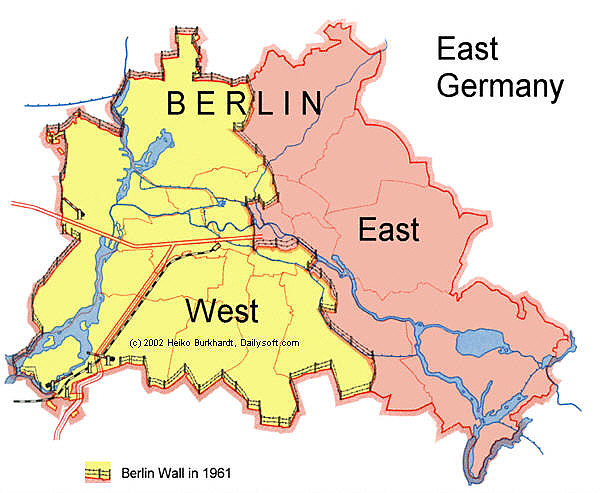 East
Germany
BERLIN
East
West
(c) 2002 Heiko Burkhardt, Dailysoft.com
Berlin Wall in 1961